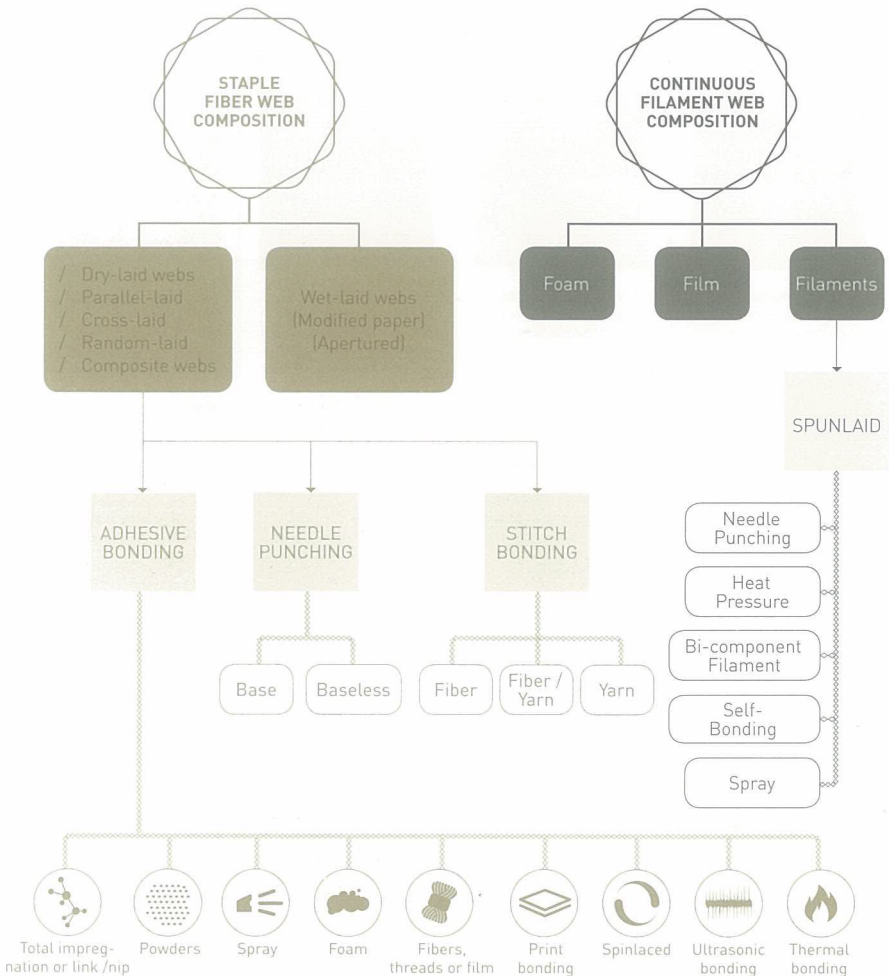 STAPLE
FIBER WEB
COMPOSITION
CONTINUOUS
FILAMENT WEB
COMPOSITION
/ Dry-laid webs
/ Parallel-laid
/ Cross-laid
/ Random-laid
/ Composite webs
Wet-laid webs
(Modified paper)
(Apertured)
Foam
Film
Filaments
SPUNLAID
ADHESIVE
BONDING
NEEDLE
PUNCHING
STITCH
BONDING
Needle
Punching
Heat
Pressure
Bi-component
Filament
Self-
Bonding
Spray
Base
Baseless
Fiber
Fiber /
Yarn
Yarn
Total impreg-
nation or link /nip
Powders
Spray
Foam
Fibers,
threads or film
Print
bonding
Spinlaced
Ultrasonic
bonding
Thermal
bonding